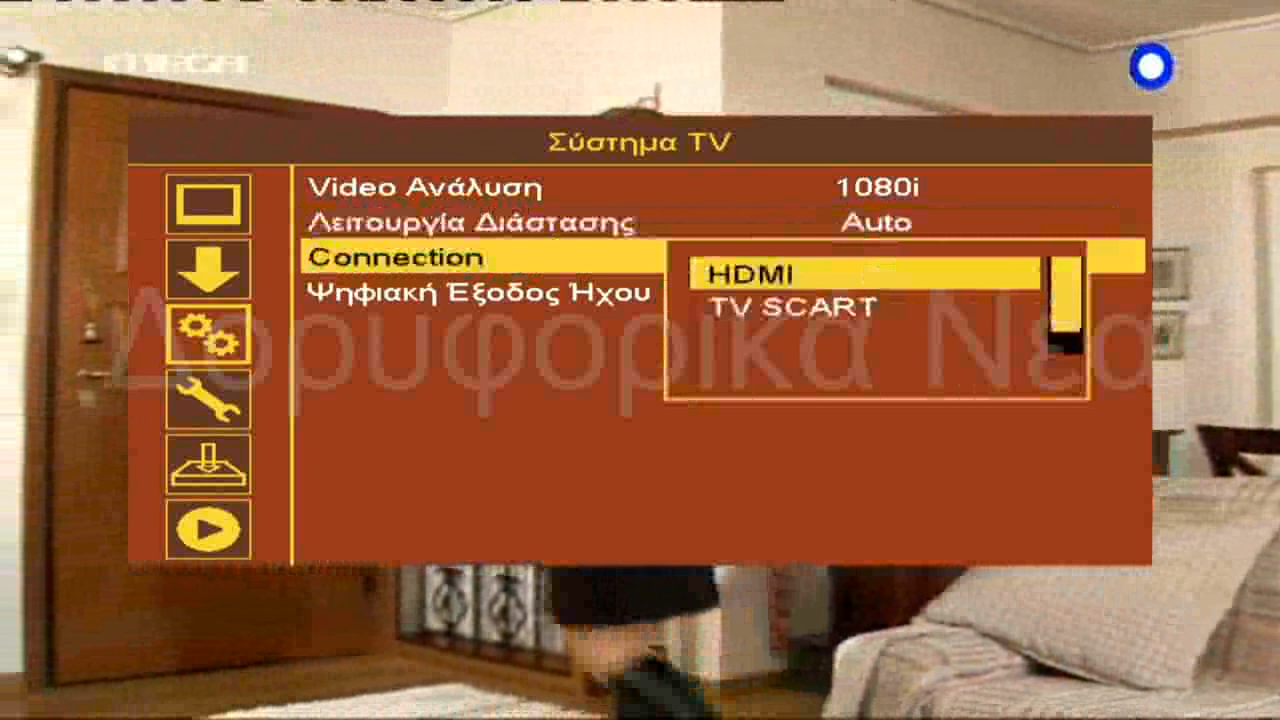 Σύστημα TV
Video Ανάλυση 1080i
Λειτουργία Διάστασης Auto
Connection HDMI
TV SCART
Ψηφιακή Έξοδος Ήχου
Δορυφορικά Νέα